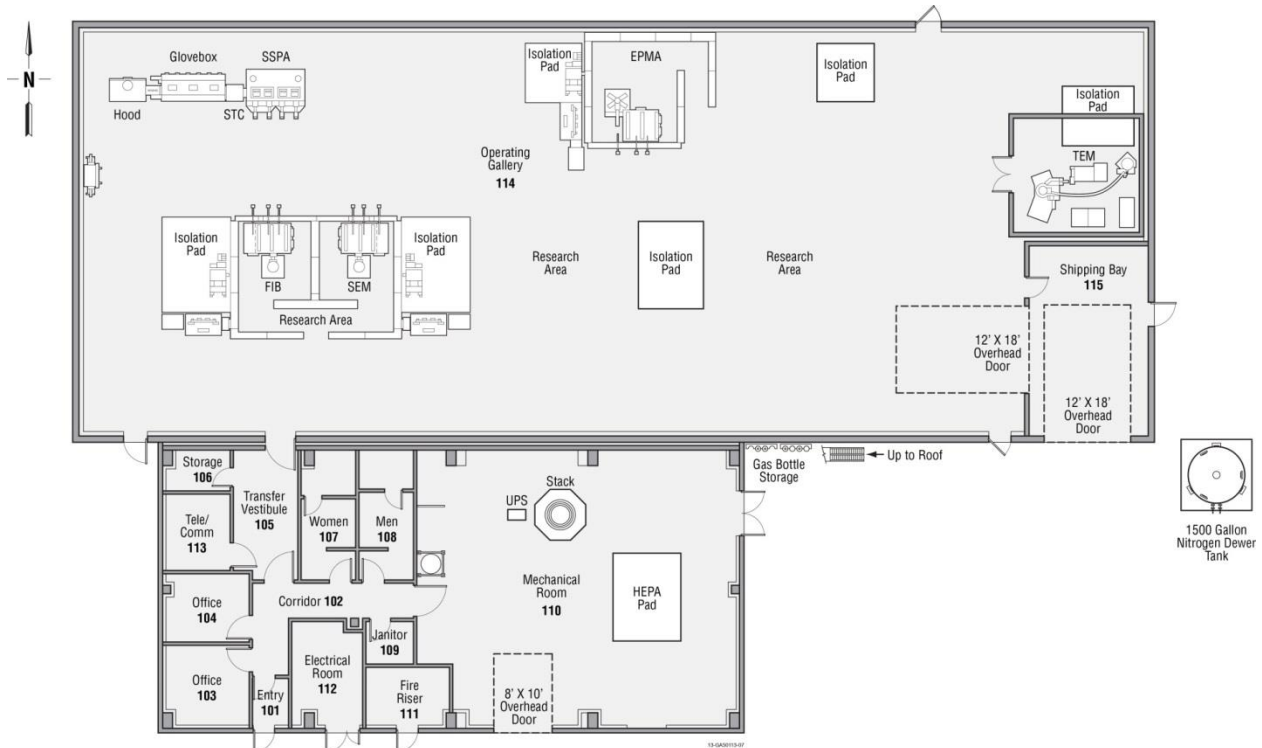 N
Glovebox
SSPA
Hood
STC
Isolation
Pad
EPMA
Isolation
Pad
Isolation
Pad
TEM
Operating
Gallery
114
Isolation
Pad
FIB
SEM
Isolation
Pad
Research Area
Research
Area
Isolation
Pad
Research
Area
Shipping Bay
115
12' X 18'
Overhead
Door
12' X 18'
Overhead
Door
Storage
106
Transfer
Vestibule
105
Tele/
Comm
113
Women
107
Men
108
UPS
Stack
Gas Bottle
Storage
Up to Roof
1500 Gallon
Nitrogen Dewer
Tank
Office
104
Corridor 102
Mechanical
Room
110
HEPA
Pad
Janitor
109
Office
103
Entry
101
Electrical
Room
112
Fire
Riser
111
8' X 10'
Overhead
Door